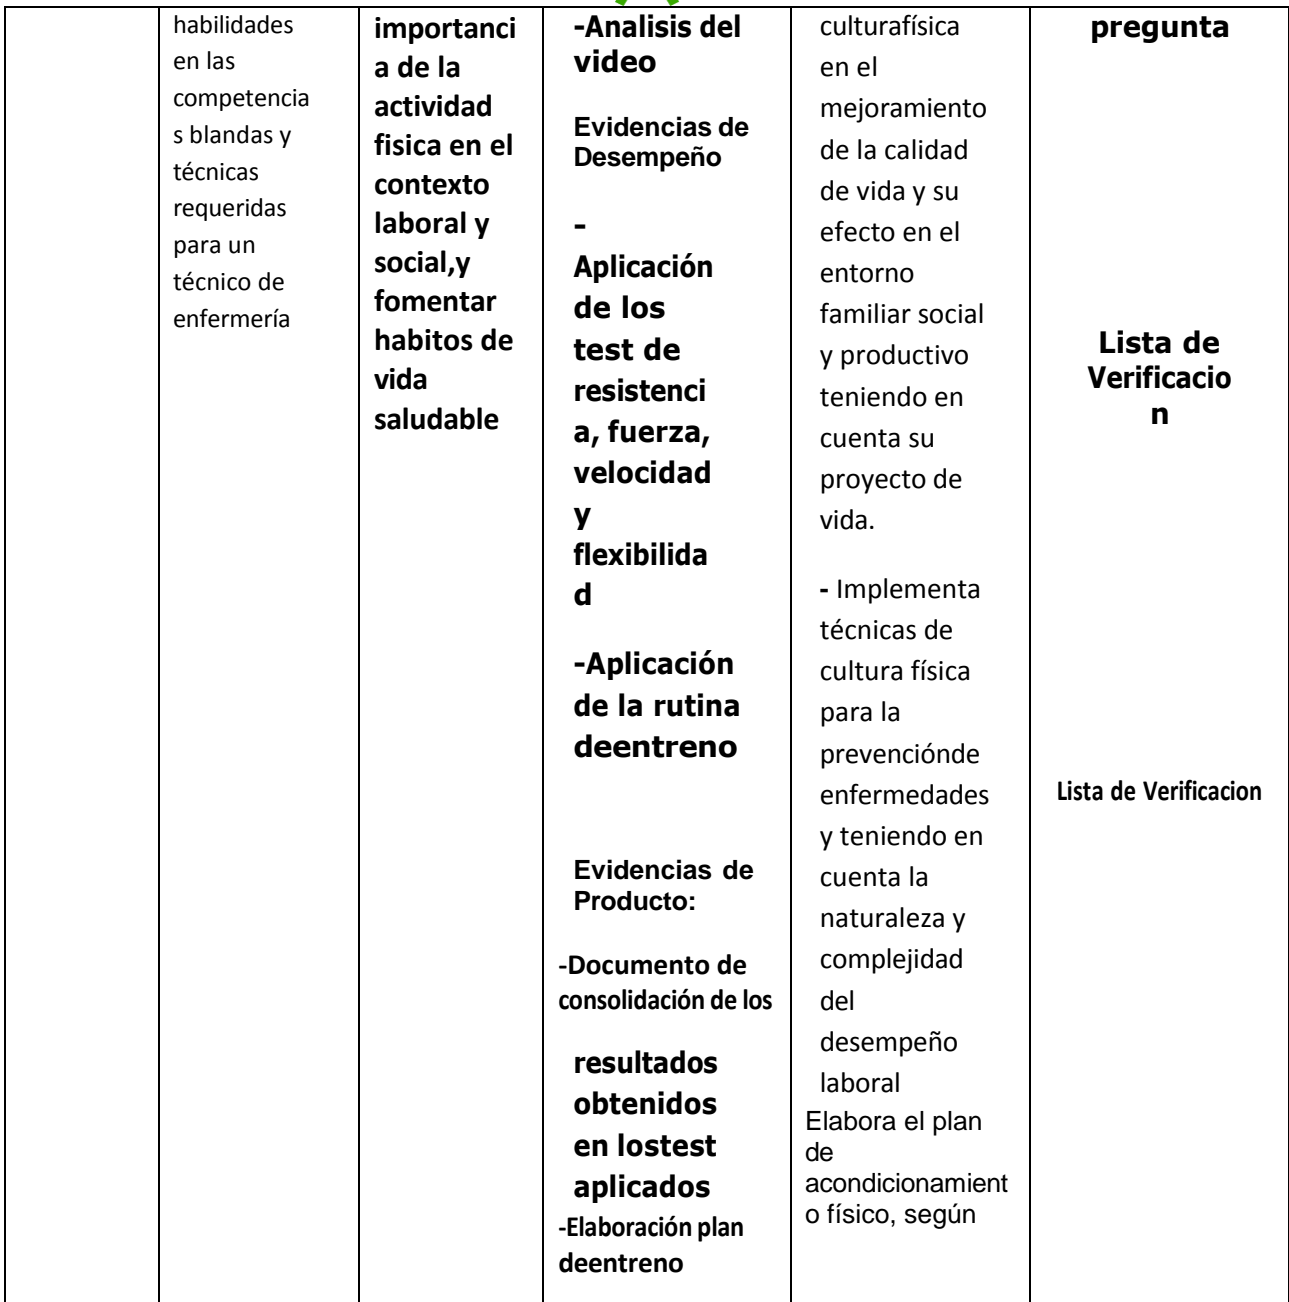 habilidades
en las
competencia
s blandas y
técnicas
requeridas
para un
técnico de
enfermería
importanci
a de la
actividad
fisica en el
contexto
laboral y
social,y
fomentar
habitos de
vida
saludable
-Analisis del
video
Evidencias de
Desempeño
-
Aplicación
de los
test de
resistenci
a, fuerza,
velocidad
y
flexibilida
d
-Aplicación
de la rutina
deentreno
Evidencias de
Producto:
-Documento de
consolidación de los
resultados
obtenidos
en lostest
aplicados
-Elaboración plan
deentreno
culturafísica
en el
mejoramiento
de la calidad
de vida y su
efecto en el
entorno
familiar social
y productivo
teniendo en
cuenta su
proyecto de
vida.
- Implementa
técnicas de
cultura física
para la
prevenciónde
enfermedades
y teniendo en
cuenta la
naturaleza y
complejidad
del
desempeño
laboral
Elabora el plan
de
acondicionamient
o físico, según
pregunta
Lista de
Verificacio
n
Lista de Verificacion